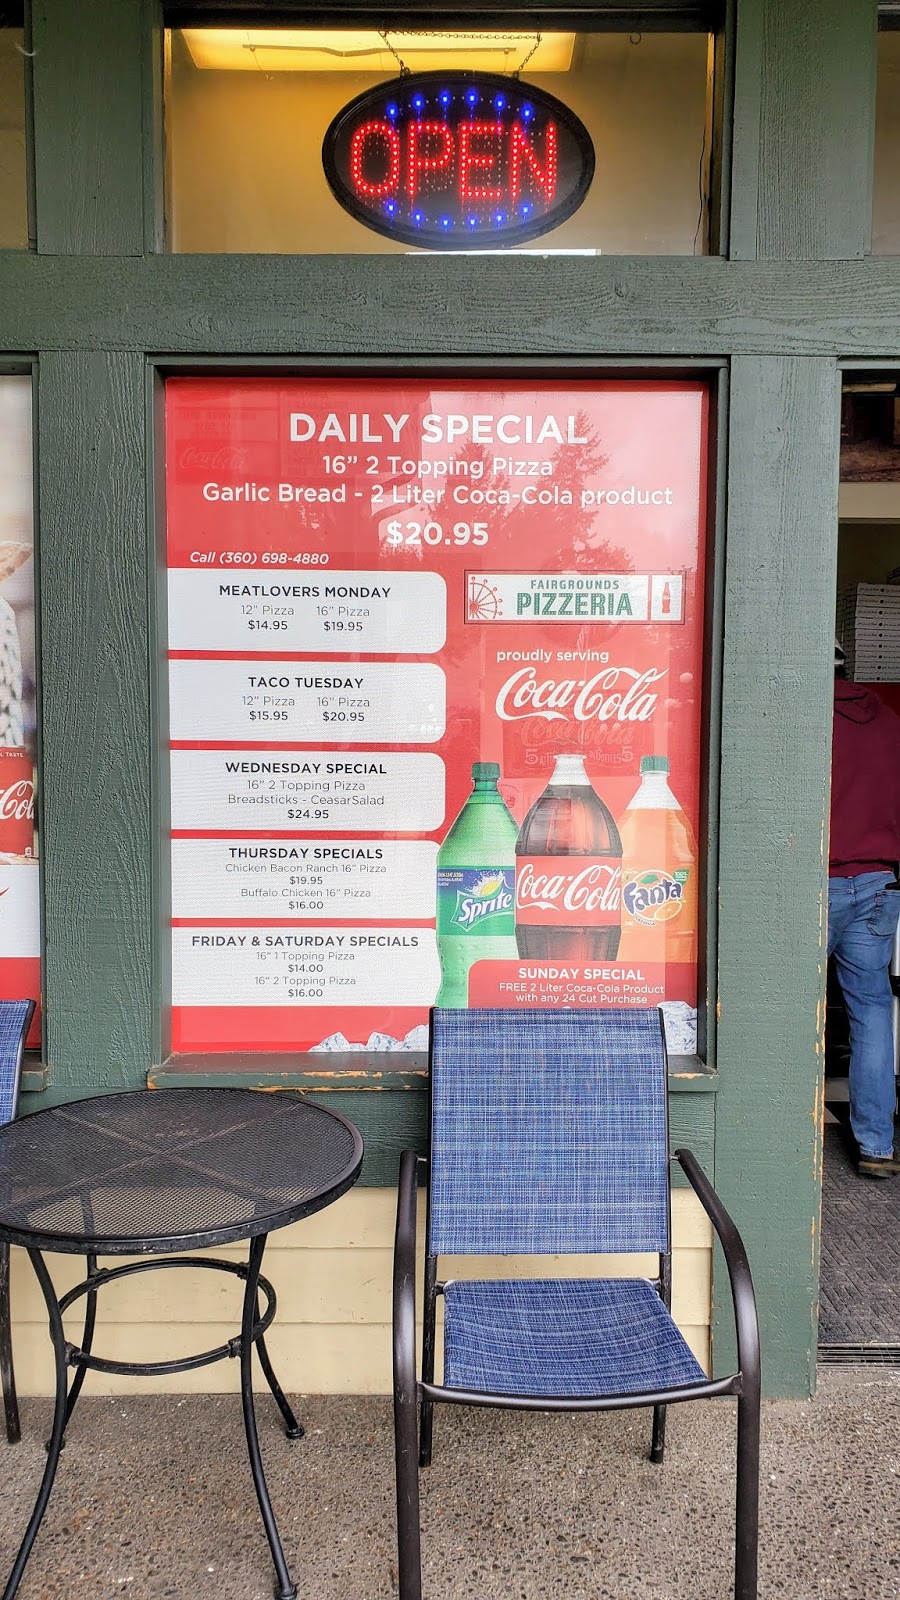 OPEN
DAILY SPECIAL
16” 2 Topping Pizza
Garlic Bread - 2 Liter Coca-Cola product
$20.95
Call (360) 698-4880
MEATLOVERS MONDAY
12” Pizza 16” Pizza
$14.95 $19.95
TACO TUESDAY
12” Pizza 16” Pizza
$15.95 $20.95
WEDNESDAY SPECIAL
16” 2 Topping Pizza
Breadsticks - CeasarSalad
$24.95
THURSDAY SPECIALS
Chicken Bacon Ranch 16” Pizza
$19.95
Buffalo Chicken 16” Pizza
$16.00
FRIDAY & SATURDAY SPECIALS
16” 1 Topping Pizza
$14.00
16” 2 Topping Pizza
$16.00
FAIRGROUNDS
PIZZERIA
proudly serving
Coca-Cola
Sprite
Coca-Cola
Fanta
SUNDAY SPECIAL
FREE 2 Liter Coca-Cola Product
with any 24 Cut Purchase